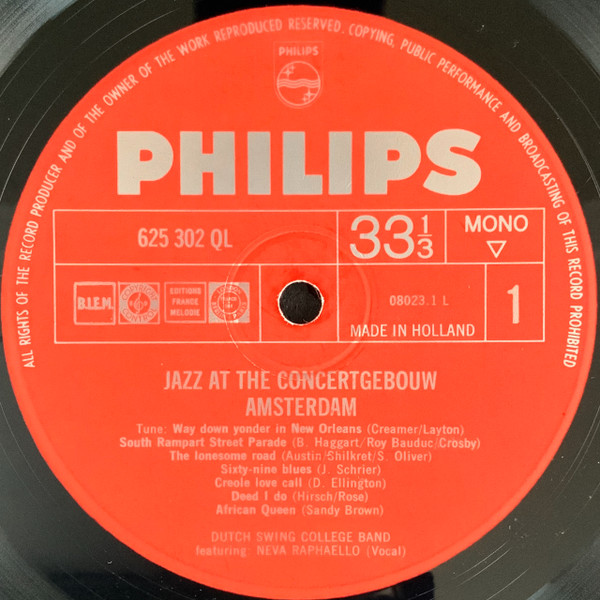 ALL RIGHTS OF THE RECORD PRODUCER AND OF THE OWNER OF THE WORK REPRODUCED RESERVED. COPYING, PUBLIC PERFORMANCE AND BROADCASTING OF THIS RECORD PROHIBITED
PHILIPS
PHILIPS
625 302 QL
33 1/3
MONO
B.I.E.M.
EDITIONS
FRANCE
MELODIE
08023.1 L
MADE IN HOLLAND
1
JAZZ AT THE CONCERTGEBOUW
AMSTERDAM
Tune: Way down yonder in New Orleans (Creamer/Layton)
South Rampart Street Parade (B. Haggart/Roy Bauduc/Crosby)
The lonesome road (Austin/Shilkret/S. Oliver)
Sixty-nine blues (J. Schrier)
Creole love call (D. Ellington)
Deed I do (Hirsch/Rose)
African Queen (Sandy Brown)
DUTCH SWING COLLEGE BAND
featuring: NEVA RAPHAELLO (Vocal)